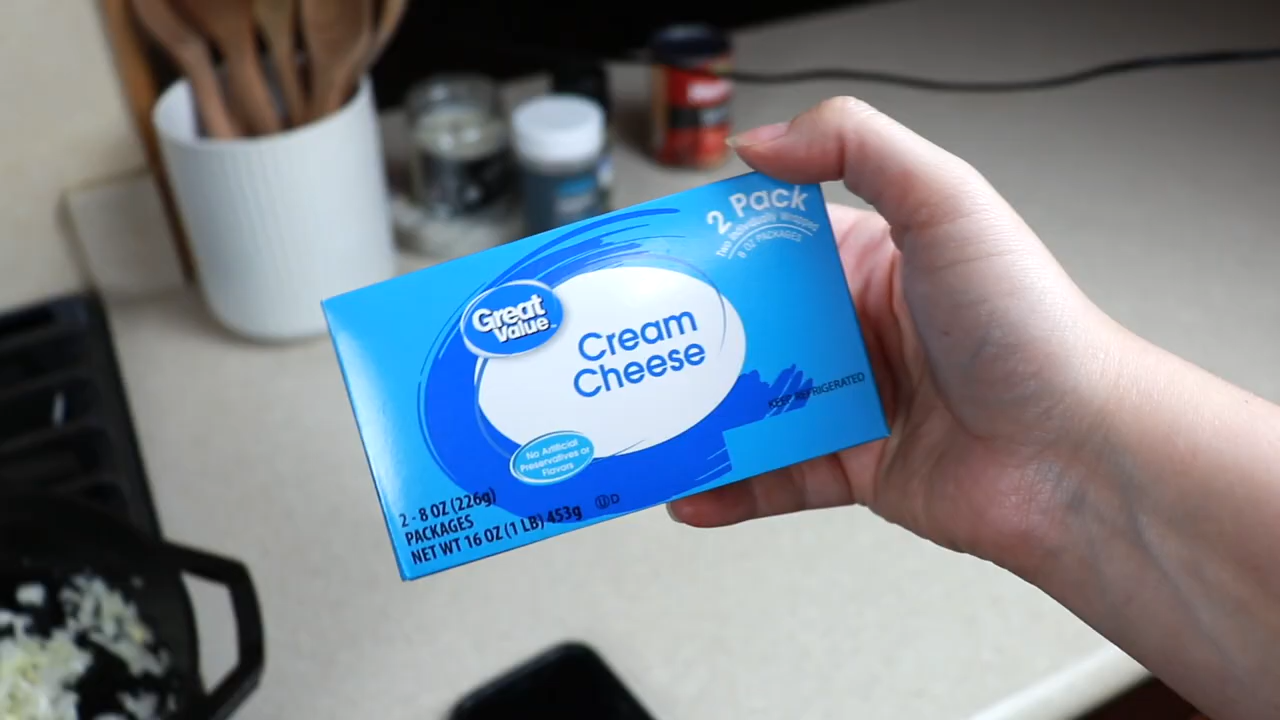 2 Pack
Two Individually Wrapped
8 OZ PACKAGES
Great
Value™
Cream
Cheese
KEEP REFRIGERATED
No Artificial
Preservatives or
Flavors
2 - 8 OZ (226g)
PACKAGES
NET WT 16 OZ (1 LB) 453g
Ⓤ D